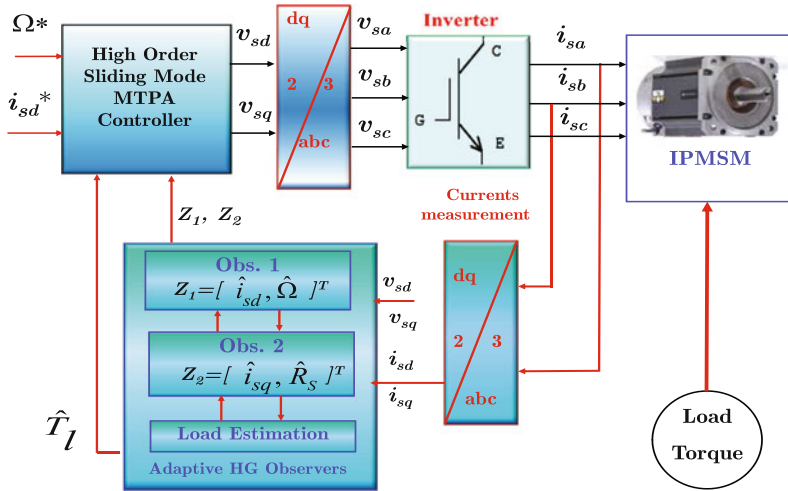 Ω*
i_sd*
High Order
Sliding Mode
MTPA
Controller
v_sd
v_sq
dq
2 3
abc
v_sa
v_sb
v_sc
Inverter
C
G
E
i_sa
i_sb
i_sc
IPMSM
Currents
measurement
Z_1, Z_2
Obs. 1
Z_1=[ î_sd, Ω̂ ]^T
Obs. 2
Z_2=[ î_sq, R̂_S ]^T
Load Estimation
Adaptive HG Observers
v_sd
v_sq
i_sd
i_sq
dq
2 3
abc
T̂_l
Load
Torque